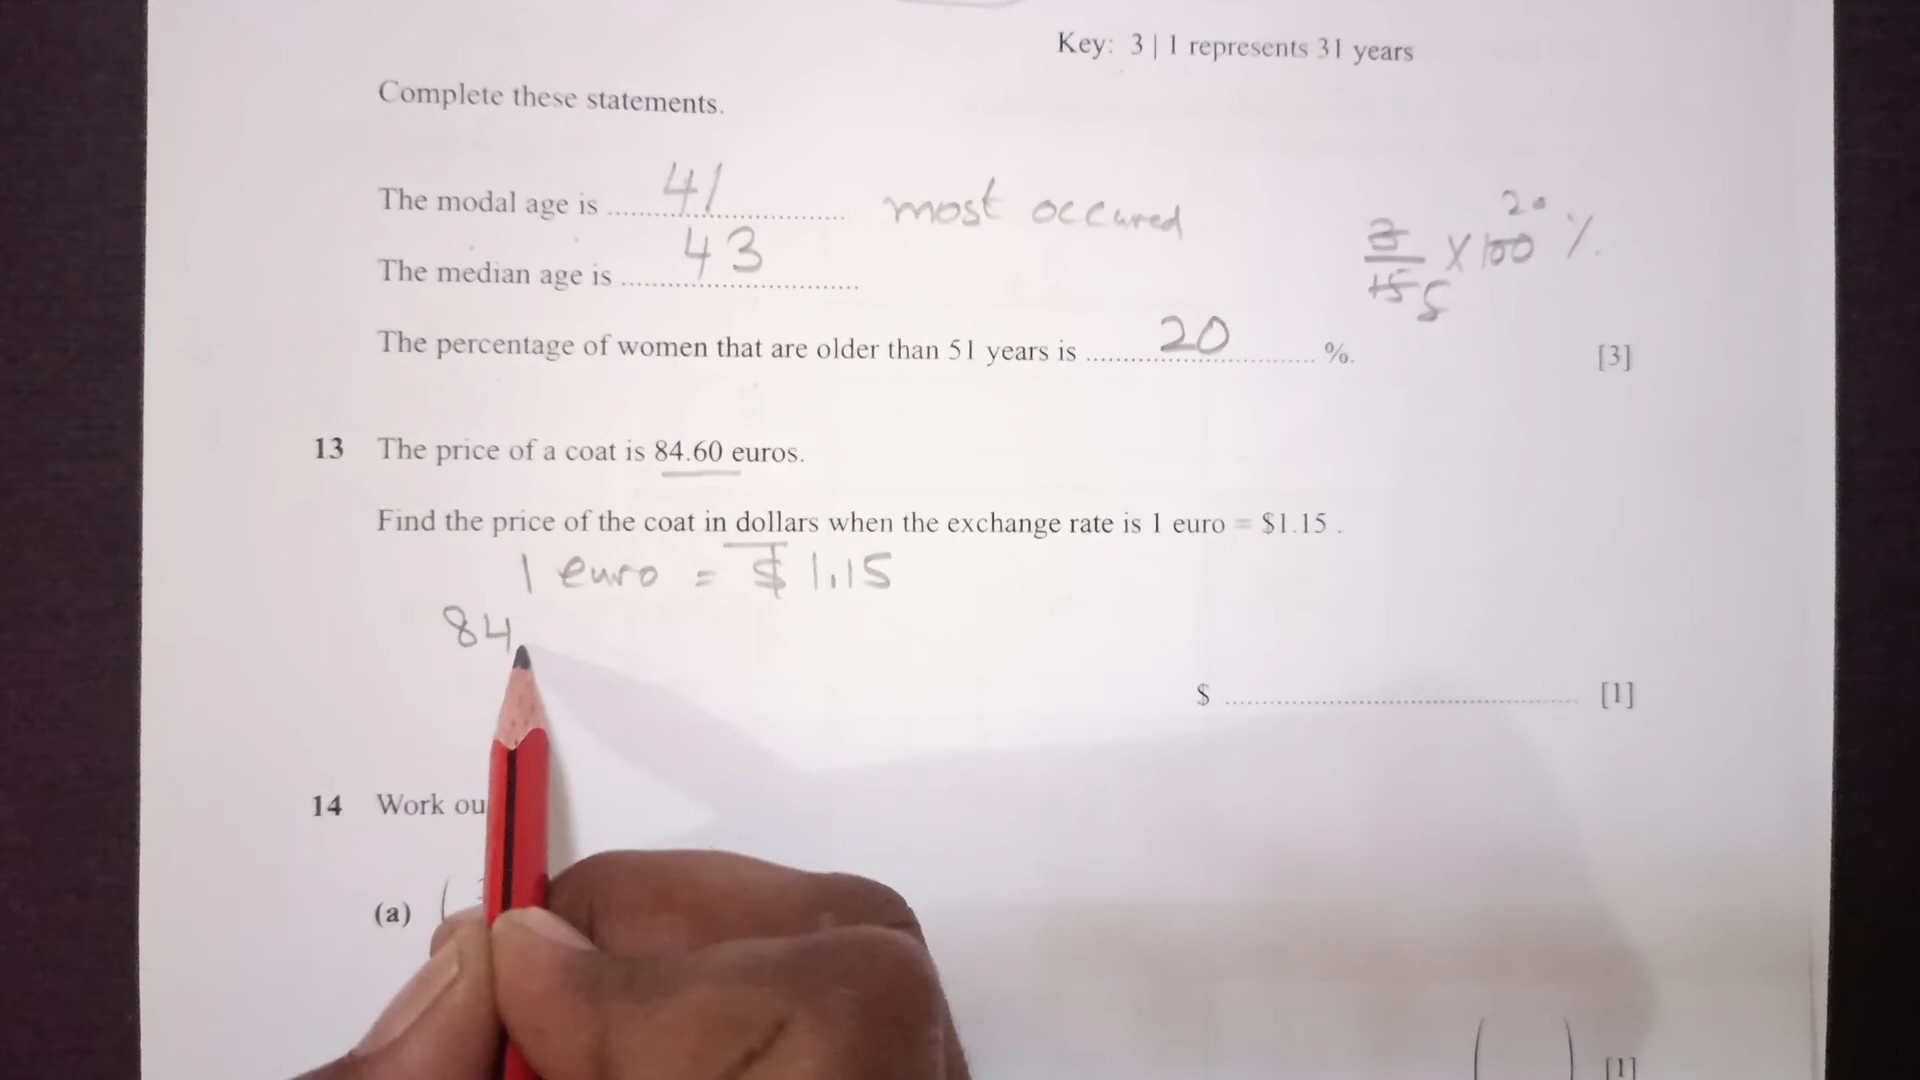 Key: 3 | 1 represents 31 years
Complete these statements.
The modal age is 41 most occured
The median age is 43
3/15 5 × 100 20 %.
The percentage of women that are older than 51 years is 20 %. [3]
13 The price of a coat is 84.60 euros.
Find the price of the coat in dollars when the exchange rate is 1 euro = $1.15 .
1 euro = $ 1.15
84.
$ [1]
14 Work ou
(a) (
( ) [1]